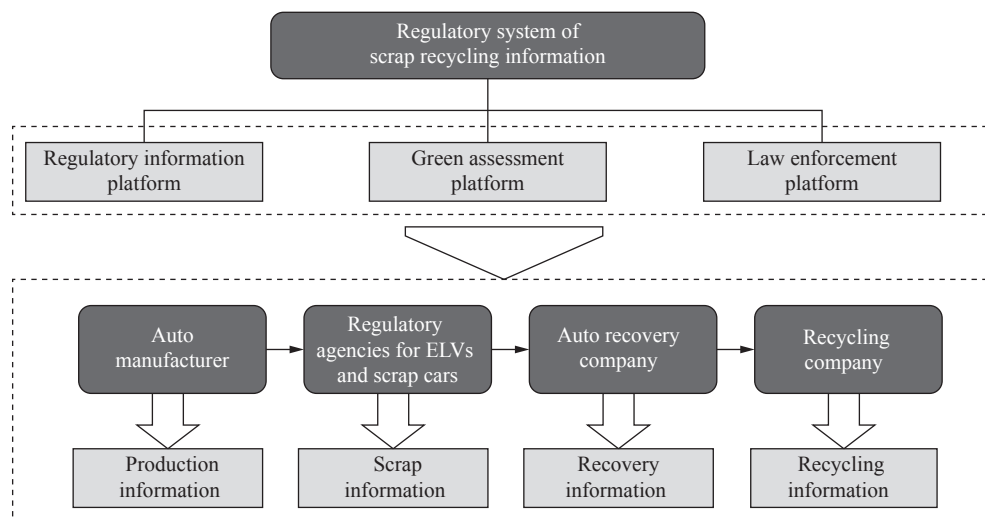 Regulatory system of
scrap recycling information
Regulatory information
platform
Green assessment
platform
Law enforcement
platform
Auto
manufacturer
Regulatory
agencies for ELVs
and scrap cars
Auto recovery
company
Recycling
company
Production
information
Scrap
information
Recovery
information
Recycling
information